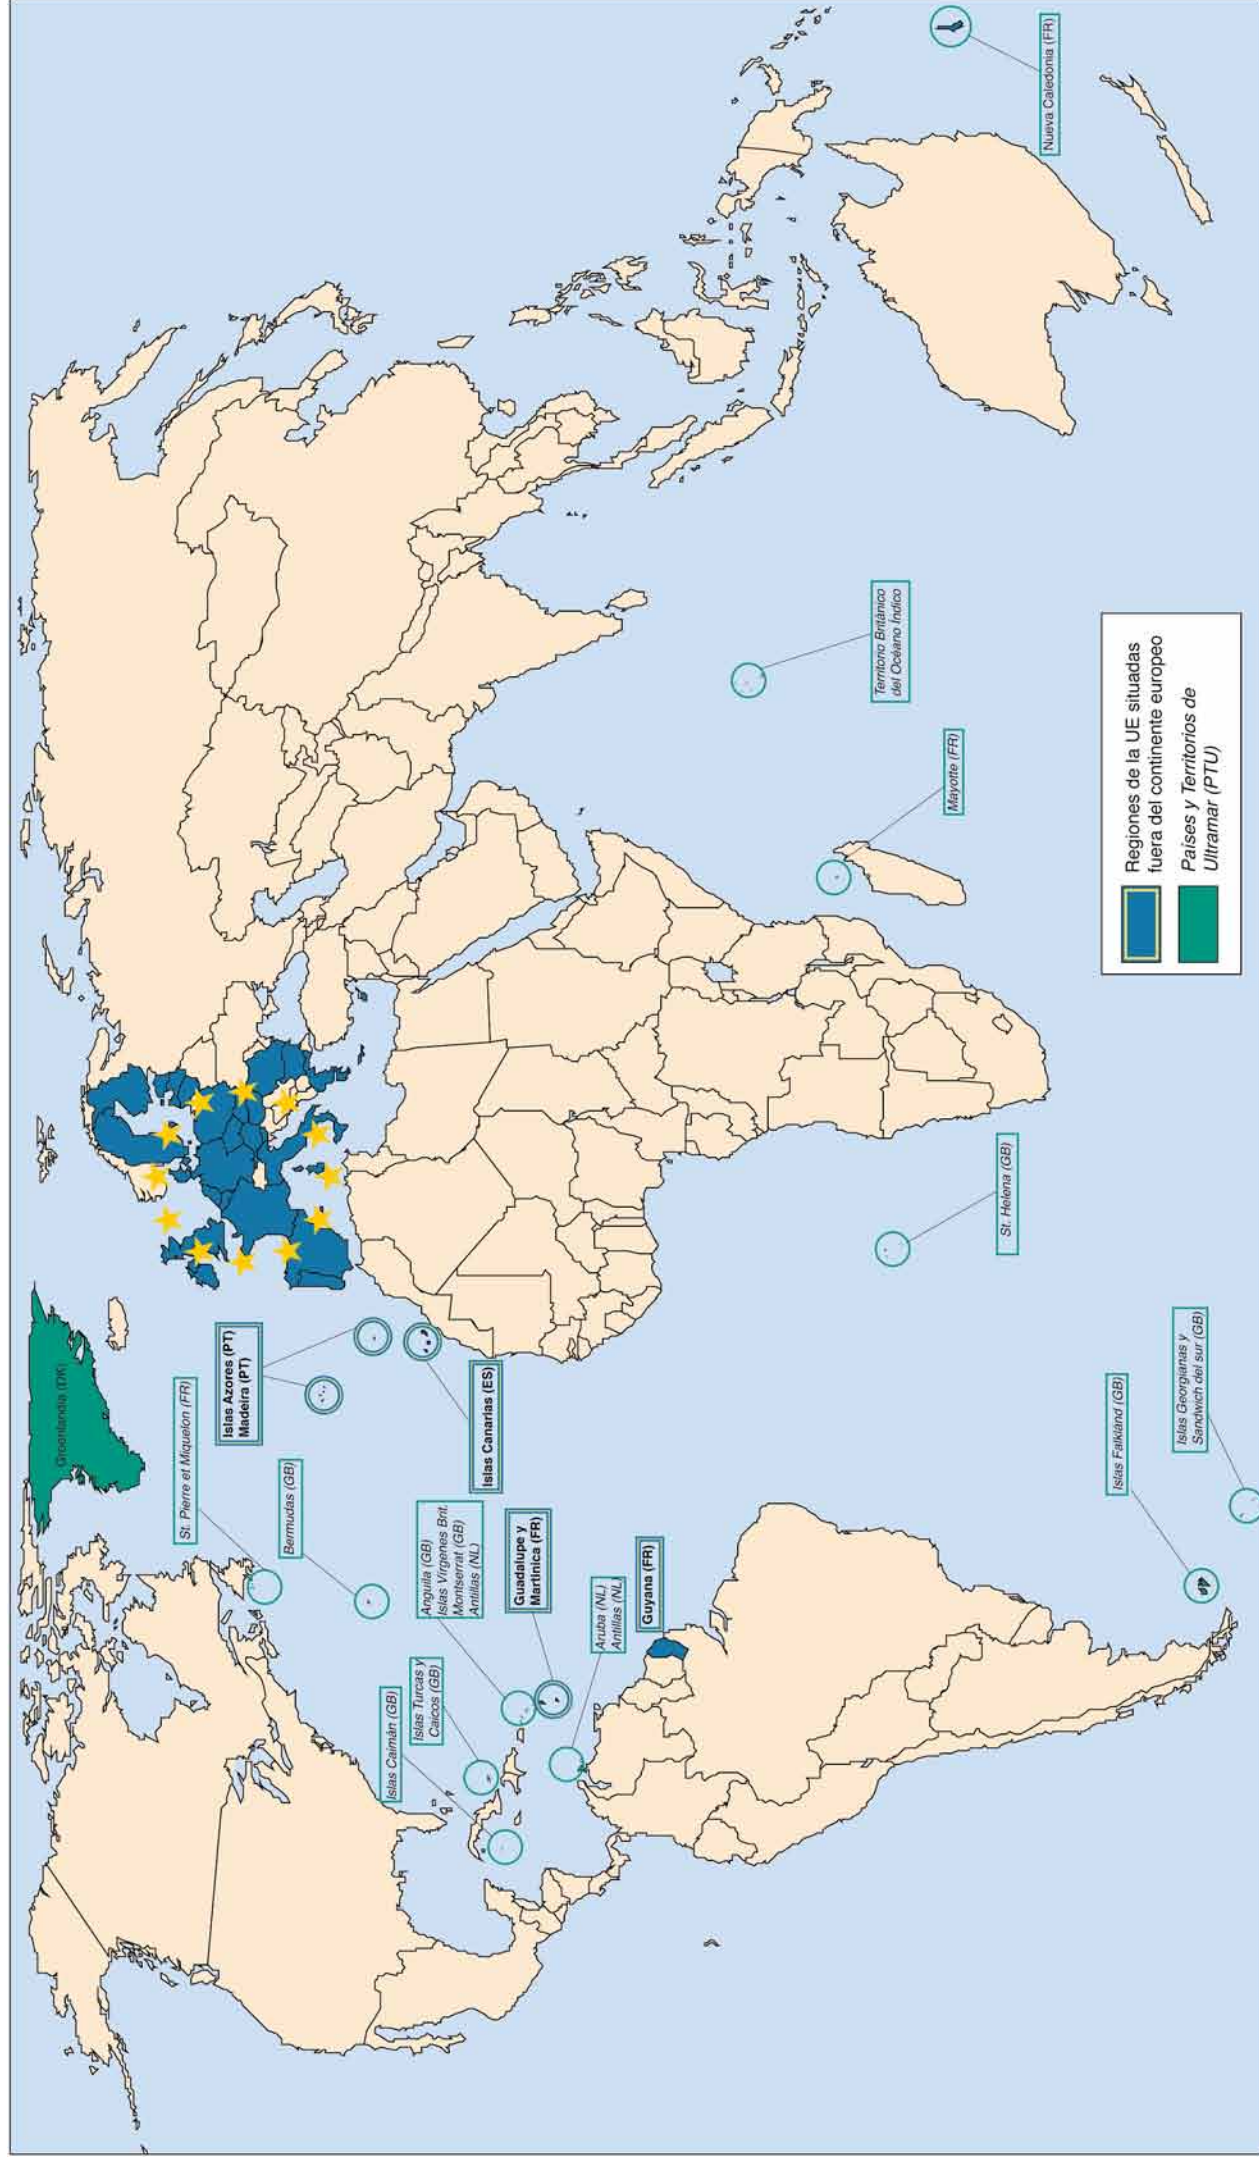 Groenlandia (DK)
St. Pierre et Miquelon (FR)
Islas Azores (PT)
Madeira (PT)
Bermudas (GB)
Islas Canarias (ES)
Islas Caimán (GB)
Islas Turcas y
Caicos (GB)
Anguila (GB)
Islas Vírgenes Brit.
Montserrat (GB)
Antillas (NL)
Guadalupe y
Martinica (FR)
Aruba (NL)
Antillas (NL)
Guyana (FR)
St. Helena (GB)
Islas Falkland (GB)
Islas Georgianas y
Sandwich del sur (GB)
Mayotte (FR)
Territorio Británico
del Océano Indico
Nueva Caledonia (FR)
Regiones de la UE situadas
fuera del continente europeo
Países y Territorios de
Ultramar (PTU)